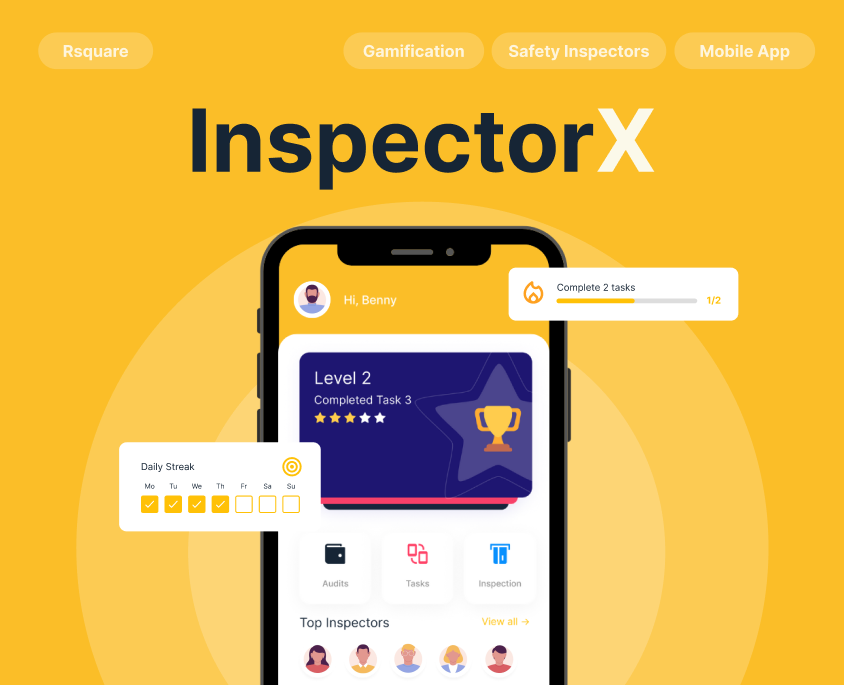 Rsquare
Gamification
Safety Inspectors
Mobile App
InspectorX
Hi, Benny
Complete 2 tasks
1/2
Level 2
Completed Task 3
Daily Streak
Mo Tu We Th Fr Sa Su
Audits
Tasks
Inspection
Top Inspectors
View all →